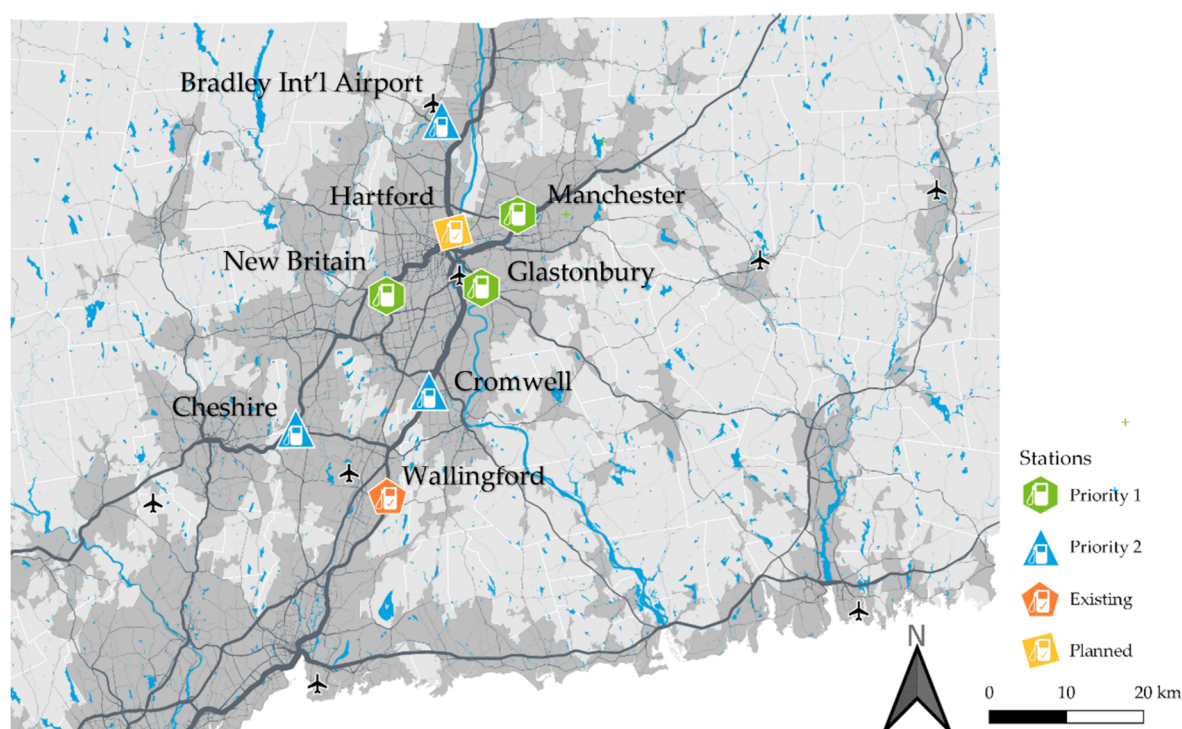 Bradley Int'l Airport
Hartford
Manchester
New Britain
Glastonbury
Cromwell
Cheshire
Wallingford
Stations
Priority 1
Priority 2
Existing
Planned
N
0 10 20 km